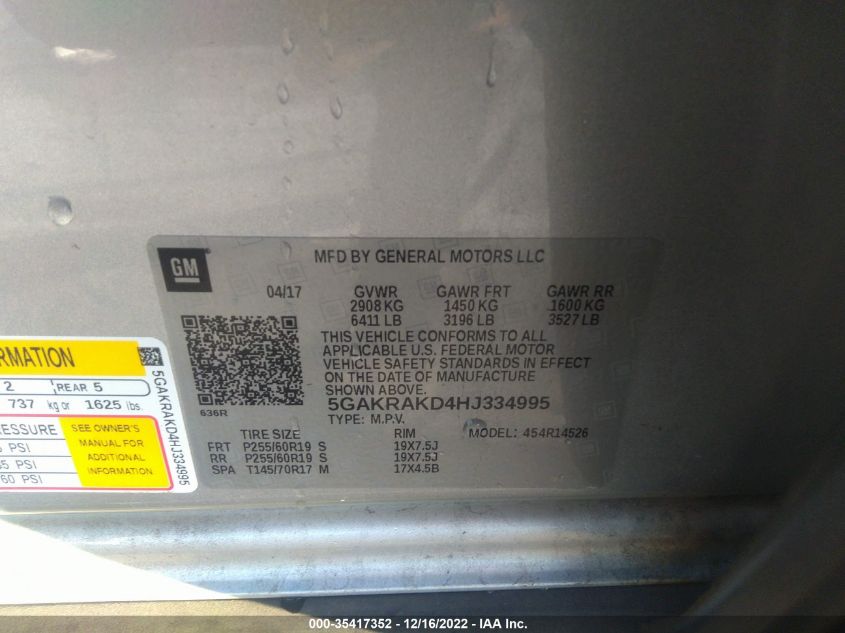 GM
MFD BY GENERAL MOTORS LLC
04/17 GVWR GAWR FRT GAWR RR
2908 KG 1450 KG 1600 KG
6411 LB 3196 LB 3527 LB
THIS VEHICLE CONFORMS TO ALL
APPLICABLE U.S. FEDERAL MOTOR
VEHICLE SAFETY STANDARDS IN EFFECT
ON THE DATE OF MANUFACTURE
SHOWN ABOVE.
636R
5GAKRAKD4HJ334995
TYPE: M.P.V.
MODEL: 454R14526
TIRE SIZE RIM
FRT P255/60R19 S 19X7.5J
RR P255/60R19 S 19X7.5J
SPA T145/70R17 M 17X4.5B
2 REAR 5
737 kg or 1625 lbs.
SEE OWNER'S
MANUAL FOR
ADDITIONAL
INFORMATION
PSI
PSI
60 PSI
5GAKRAKD4HJ334995
000-35417352 - 12/16/2022 - IAA Inc.